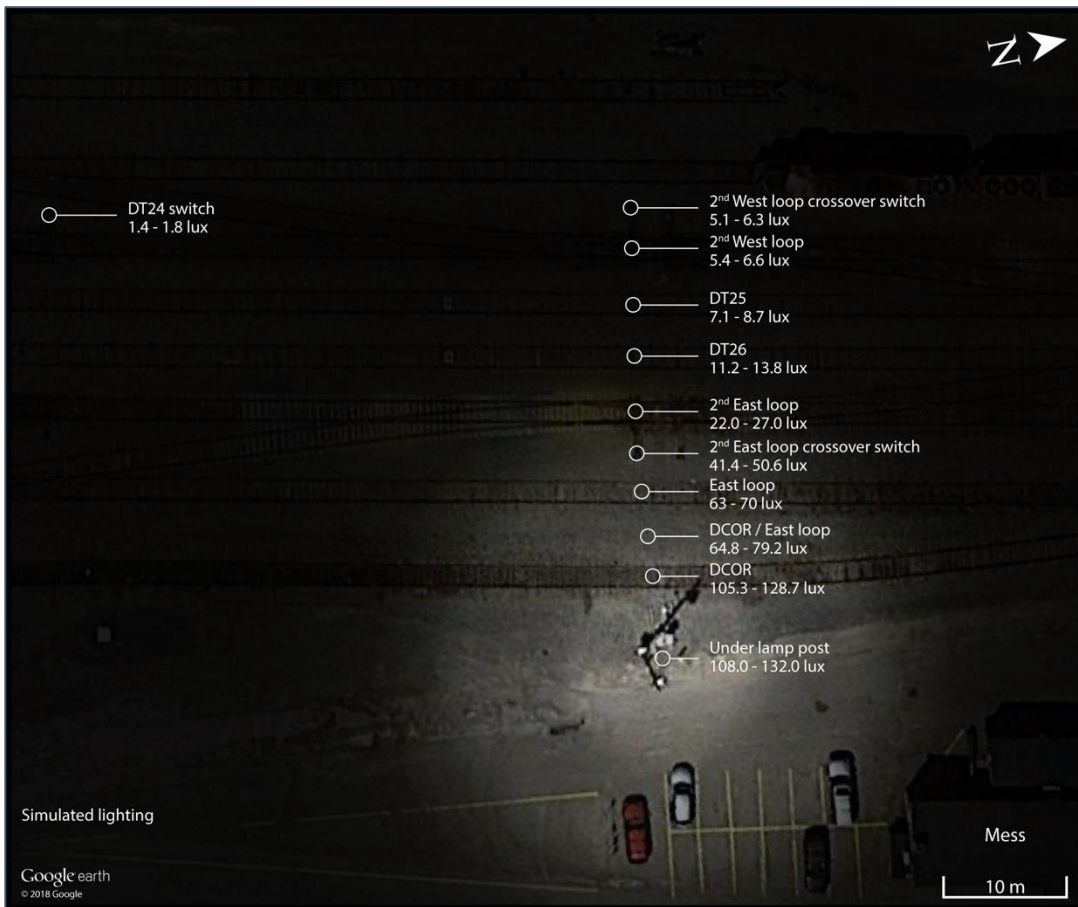 N
DT24 switch
1.4 - 1.8 lux
2nd West loop crossover switch
5.1 - 6.3 lux
2nd West loop
5.4 - 6.6 lux
DT25
7.1 - 8.7 lux
DT26
11.2 - 13.8 lux
2nd East loop
22.0 - 27.0 lux
2nd East loop crossover switch
41.4 - 50.6 lux
East loop
63 - 70 lux
DCOR / East loop
64.8 - 79.2 lux
DCOR
105.3 - 128.7 lux
Under lamp post
108.0 - 132.0 lux
Simulated lighting
Mess
Google earth
© 2018 Google
10 m